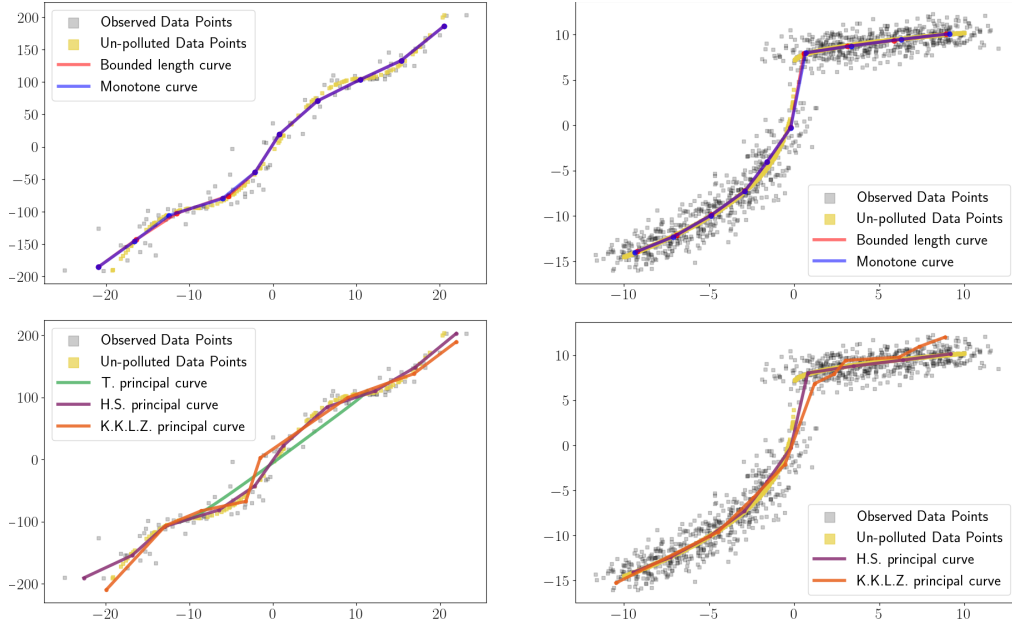 200
150
100
50
0
−50
−100
−150
−200
−20
−10
0
10
20
Observed Data Points
Un-polluted Data Points
Bounded length curve
Monotone curve
10
5
0
−5
−10
−15
−10
−5
0
5
10
Observed Data Points
Un-polluted Data Points
Bounded length curve
Monotone curve
200
100
0
−100
−200
−20
−10
0
10
20
Observed Data Points
Un-polluted Data Points
T. principal curve
H.S. principal curve
K.K.L.Z. principal curve
10
5
0
−5
−10
−15
−10
−5
0
5
10
Observed Data Points
Un-polluted Data Points
H.S. principal curve
K.K.L.Z. principal curve